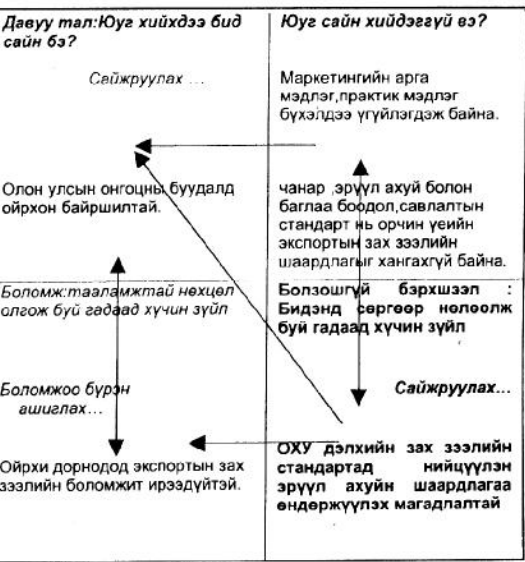 Давуу тал:Юуг хийхдээ бид
сайн бэ?
Сайжруулах …
Олон улсын онгоцны буудалд
ойрхон байршилтай.
Юуг сайн хийдэггүй вэ?
Маркетингийн арга
мэдлэг,практик мэдлэг
бүхэлдээ үгүйлэгдэж байна.
чанар ,эрүүл ахуй болон
баглаа боодол,савлалтын
стандарт нь орчин үеийн
экспортын зах зээлийн
шаардлагыг хангахгүй байна.
Боломж:тааламжтай нөхцөл
олгож буй гадаад хүчин зүйл
Боломжоо бүрэн
ашиглах…
Ойрхи дорнодод экспортын зах
зээлийн боломжит ирээдүйтэй.
Болзошгүй бэрхшээл :
Бидэнд сөргөөр нөлөөлж
буй гадаад хүчин зүйл
Сайжруулах…
ОХУ дэлхийн зах зээлийн
стандартад нийцүүлэн
эрүүл ахуйн шаардлагаа
өндөржүүлэх магадлалтай